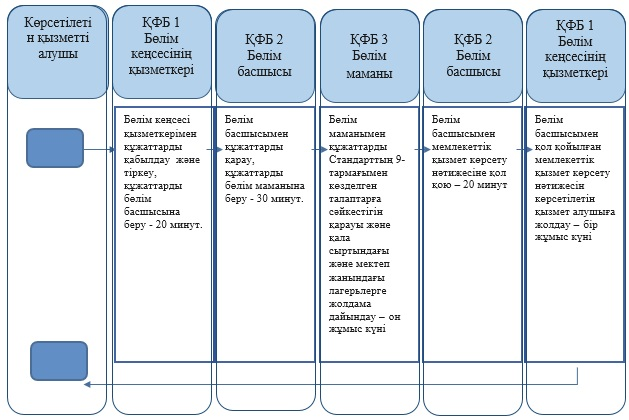 Көрсетілеті
н қызметті
алушы
ҚФБ 1
Бөлім
кеңсесінің
қызметкері
ҚФБ 2
Бөлім
басшысы
ҚФБ 3
Бөлім
маманы
ҚФБ 2
Бөлім
басшысы
ҚФБ 1
Бөлім
кеңсесінің
қызметкері
Бөлім кеңсесі
қызметкерімен
құжаттарды
қабылдау және
тіркеу,
құжаттарды
бөлім
басшысына
беру - 20 минут.
Бөлім
басшысымен
құжаттарды
қарау,
құжаттарды
бөлім маманына
беру - 30 минут.
Бөлім
маманымен
құжаттарды
Стандарттың 9-
тармағымен
көзделген
талаптарға
сәйкестігін
қарауы және
қала
сыртындағы
және мектеп
жанындағы
лагерьлерге
жолдама
дайындау – он
жұмыс күні
Бөлім
басшысымен
мемлекеттік
қызмет көрсету
нәтижесіне қол
қою – 20 минут
Бөлім
басшысымен
қол қойылған
мемлекеттік
қызмет көрсету
нәтижесін
көрсетілетін
қызмет алушыға
жолдау – бір
жұмыс күні